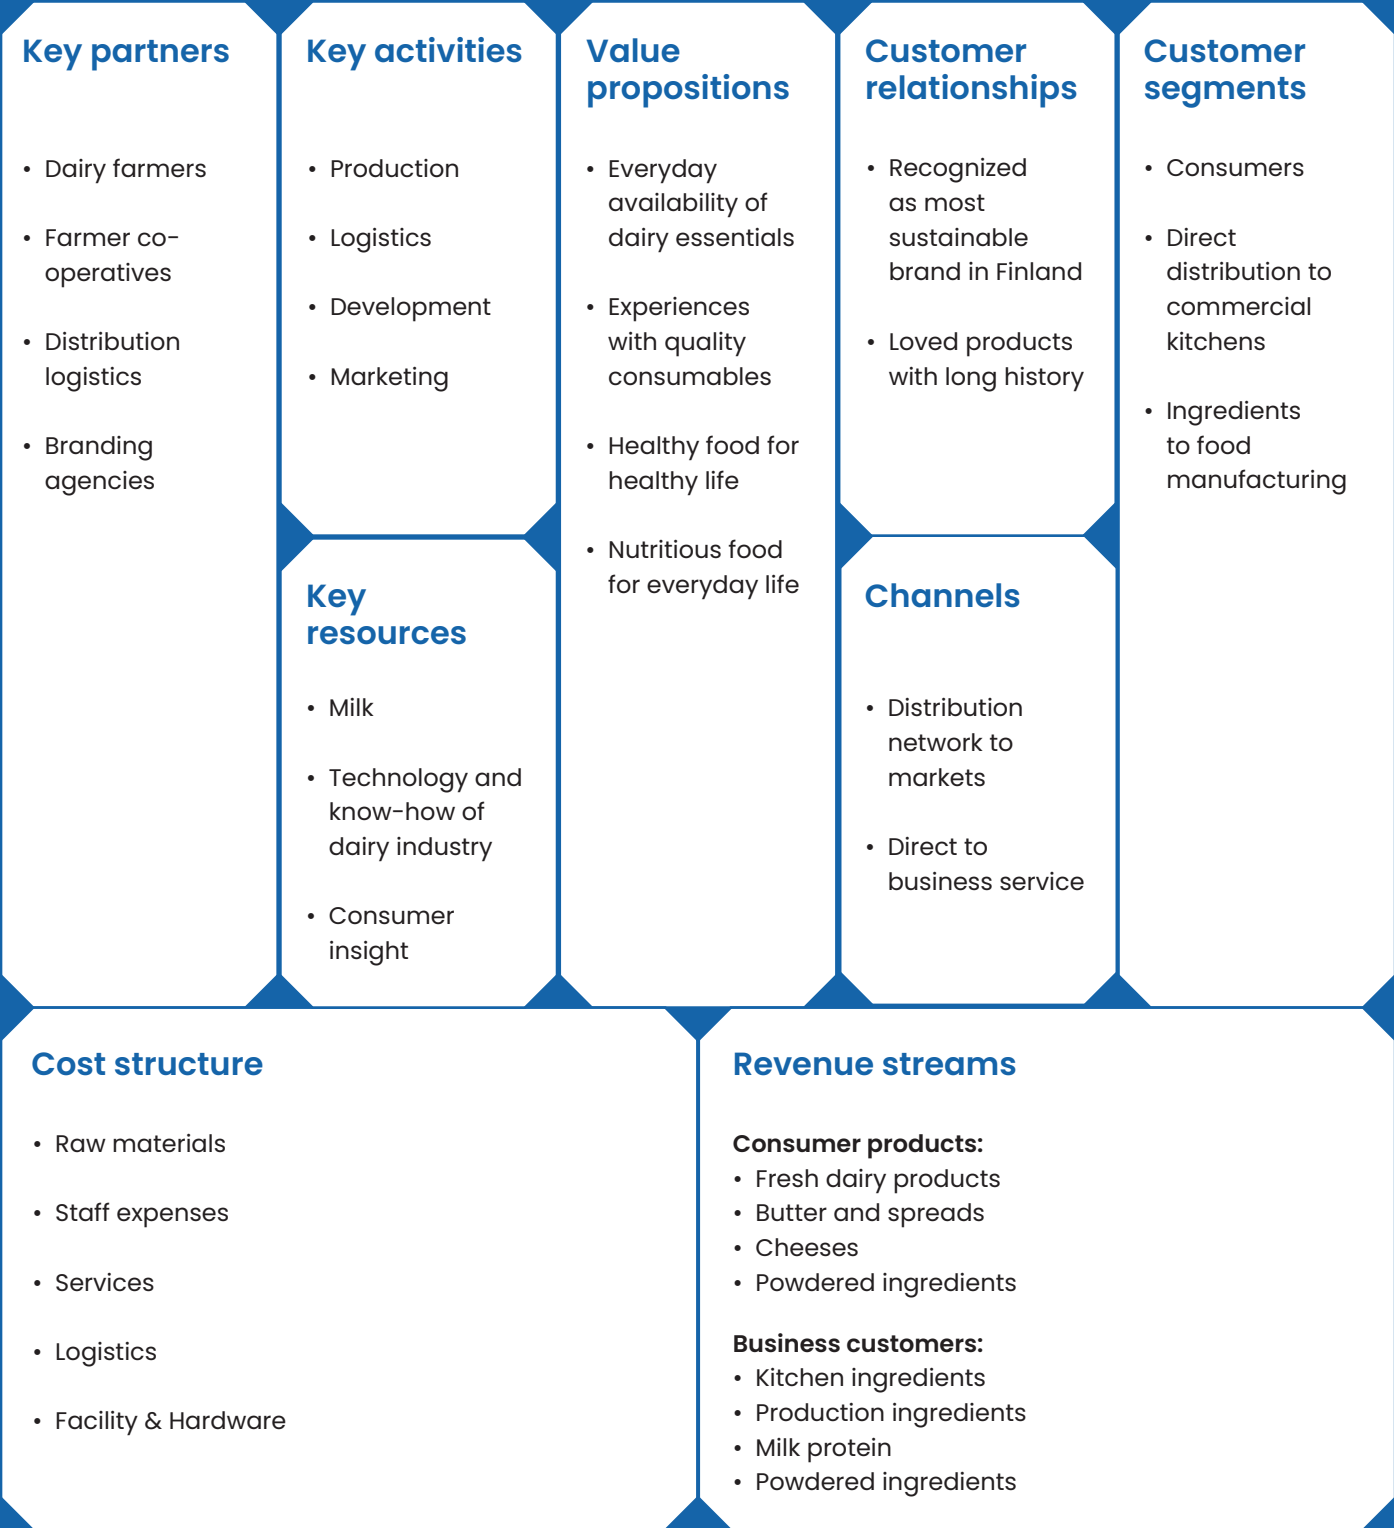 Key partners
• Dairy farmers
• Farmer co-
operatives
• Distribution
logistics
• Branding
agencies
Key activities
• Production
• Logistics
• Development
• Marketing
Key
resources
• Milk
• Technology and
know-how of
dairy industry
• Consumer
insight
Value
propositions
• Everyday
availability of
dairy essentials
• Experiences
with quality
consumables
• Healthy food for
healthy life
• Nutritious food
for everyday life
Customer
relationships
• Recognized
as most
sustainable
brand in Finland
• Loved products
with long history
Channels
• Distribution
network to
markets
• Direct to
business service
Customer
segments
• Consumers
• Direct
distribution to
commercial
kitchens
• Ingredients
to food
manufacturing
Cost structure
• Raw materials
• Staff expenses
• Services
• Logistics
• Facility & Hardware
Revenue streams
Consumer products:
• Fresh dairy products
• Butter and spreads
• Cheeses
• Powdered ingredients
Business customers:
• Kitchen ingredients
• Production ingredients
• Milk protein
• Powdered ingredients